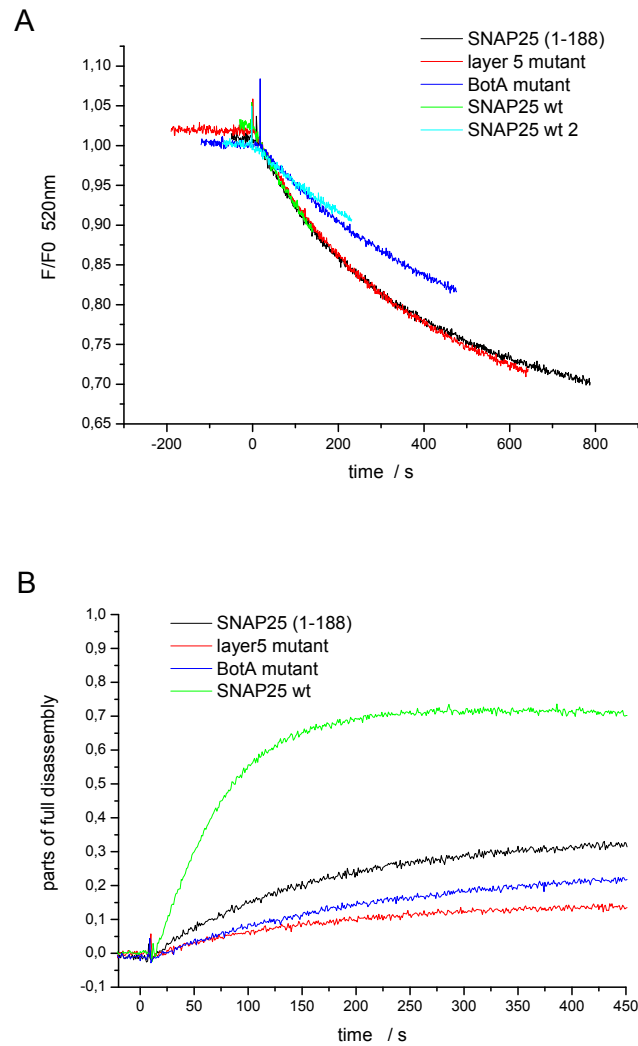 A
SNAP25 (1-188)
layer 5 mutant
BotA mutant
SNAP25 wt
SNAP25 wt 2
1,10
1,05
1,00
0,95
0,90
0,85
0,80
0,75
0,70
0,65
F/F0 520nm
-200 0 200 400 600 800
time / s
B
SNAP25 (1-188)
layer5 mutant
BotA mutant
SNAP25 wt
1,0
0,9
0,8
0,7
0,6
0,5
0,4
0,3
0,2
0,1
0,0
-0,1
parts of full disassembly
0 50 100 150 200 250 300 350 400 450
time / s